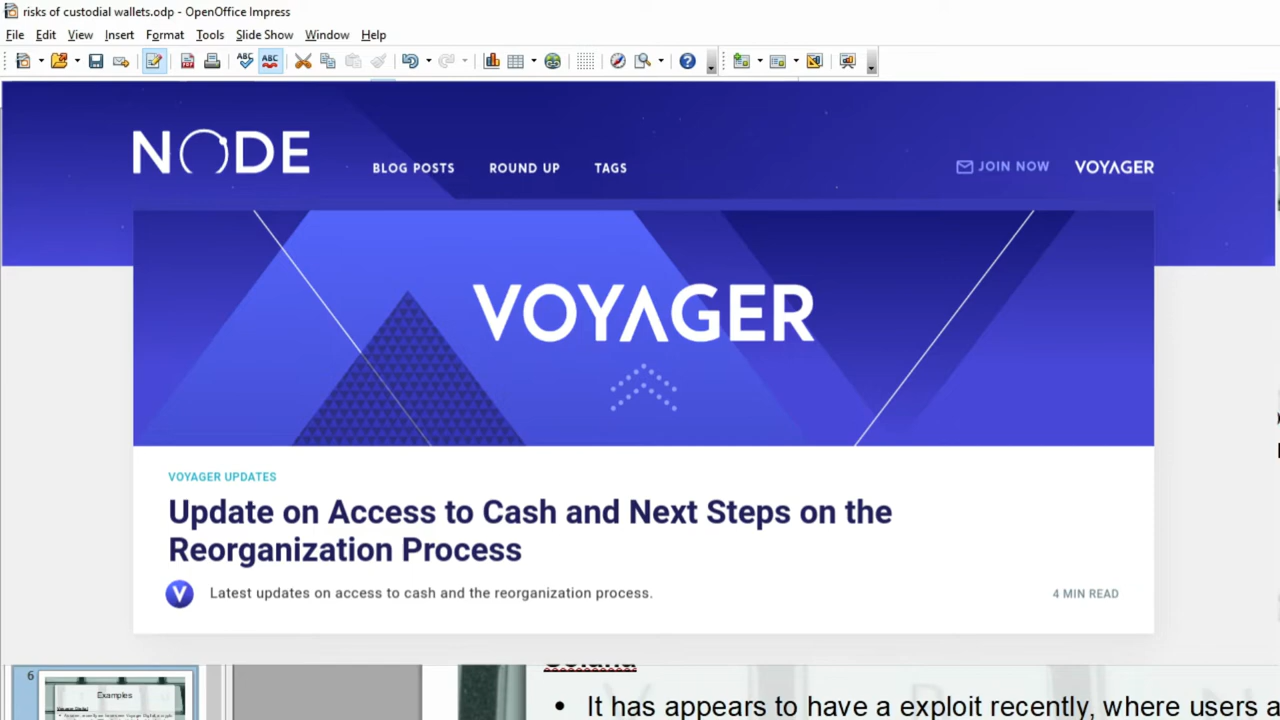 risks of custodial wallets.odp - OpenOffice Impress
File Edit View Insert Format Tools Slide Show Window Help
NODE
BLOG POSTS ROUND UP TAGS
JOIN NOW VOYAGER
VOYAGER
VOYAGER UPDATES
Update on Access to Cash and Next Steps on the
Reorganization Process
V Latest updates on access to cash and the reorganization process.
4 MIN READ
6
Examples
• It has appears to have a exploit recently, where users a